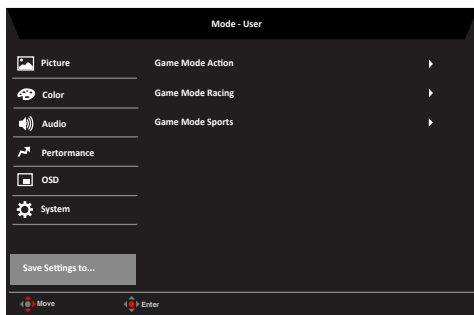 Mode - User
Picture
Color
Audio
Pertormance
OSD
System
Save Settings to...
Game Mode Action
Game Mode Racing
Game Mode Sports
Move
Enter